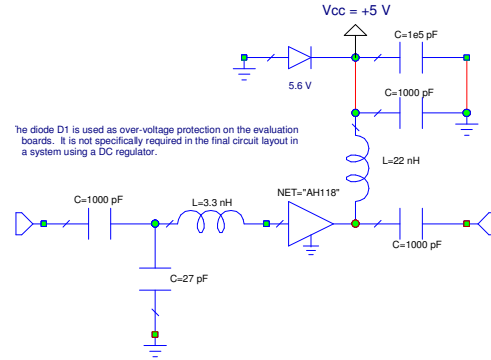 Vcc = +5 V
C=1e5 pF
5.6 V
C=1000 pF
he diode D1 is used as over-voltage protection on the evaluation
boards. It is not specifically required in the final circuit layout in
a system using a DC regulator.
L=22 nH
NET="AH118"
C=1000 pF
L=3.3 nH
C=1000 pF
C=27 pF